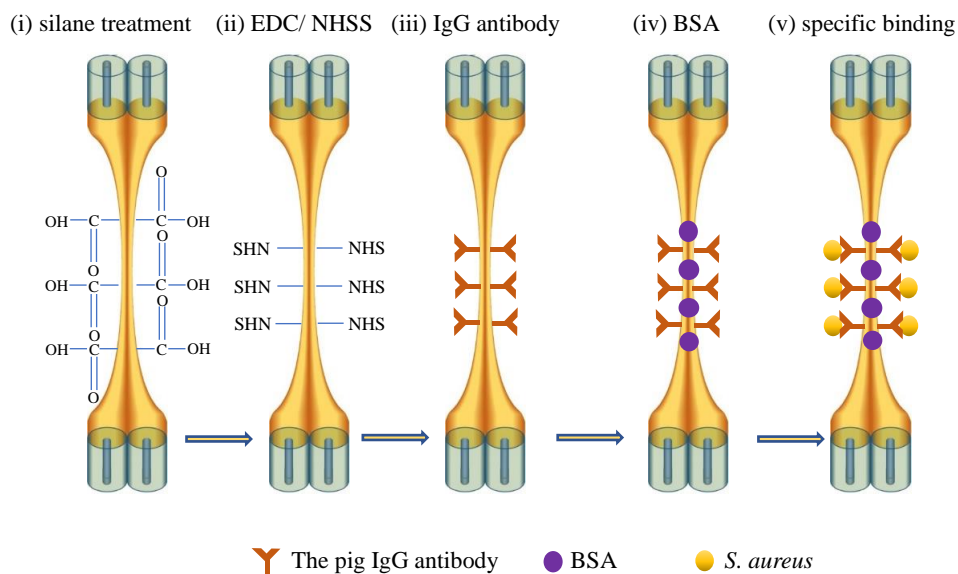 (i) silane treatment (ii) EDC/ NHSS (iii) IgG antibody (iv) BSA (v) specific binding
O
OH C C OH
O
SHN NHS
O
OH C C OH
SHN NHS
O
O
SHN NHS
OH C C OH
O
The pig IgG antibody BSA S. aureus